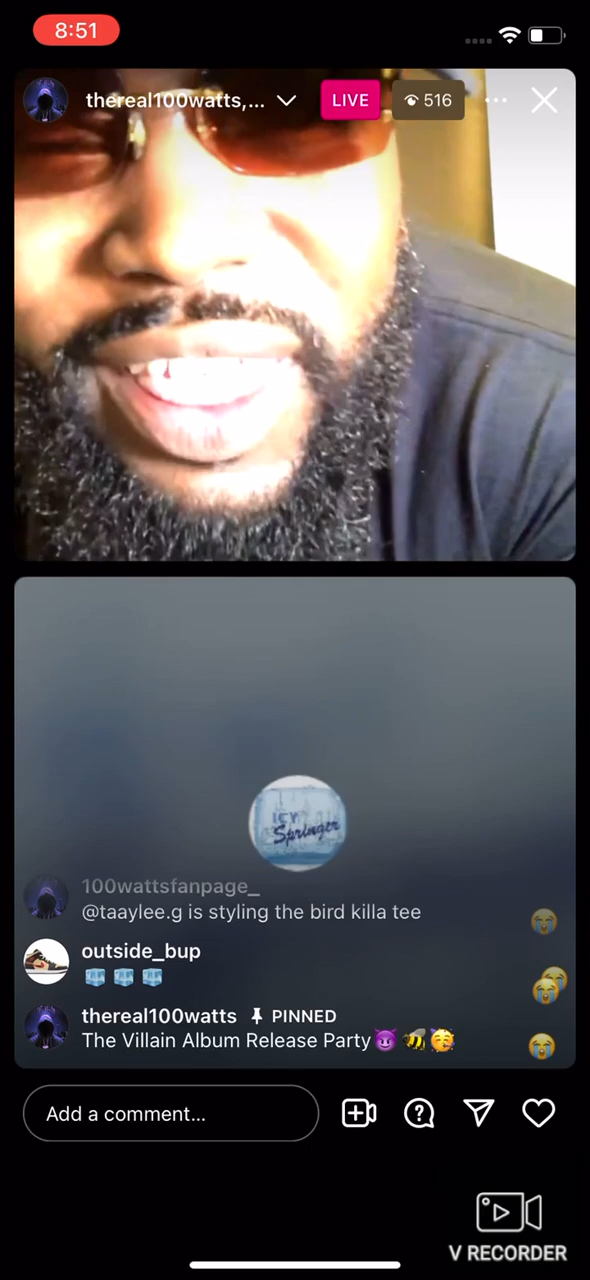 8:51
thereal100watts,...
LIVE
516
ICY
Springer
100wattsfanpage_
@taaylee.g is styling the bird killa tee
outside_bup
🧊 🧊 🧊
thereal100watts PINNED
The Villain Album Release Party😈 🐝🥳
Add a comment...
V RECORDER